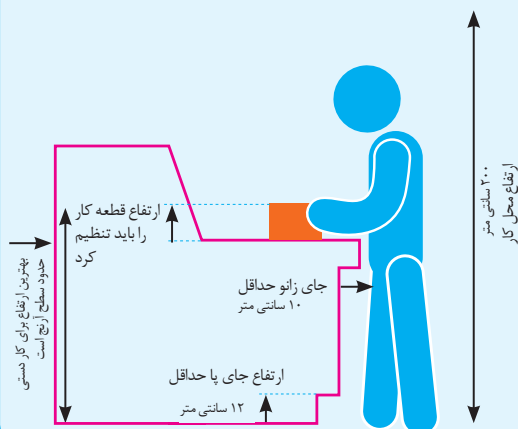 ارتفاع قطعه کار
را باید تنظیم
کرد
بهترین ارتفاع برای کار دستی
حدود سطح آرنج است
جای زانو حداقل
۱۰ سانتی متر
ارتفاع جای پا حداقل
۱۲ سانتی متر
۲۰۰ سانتی متر
ارتفاع محل کار